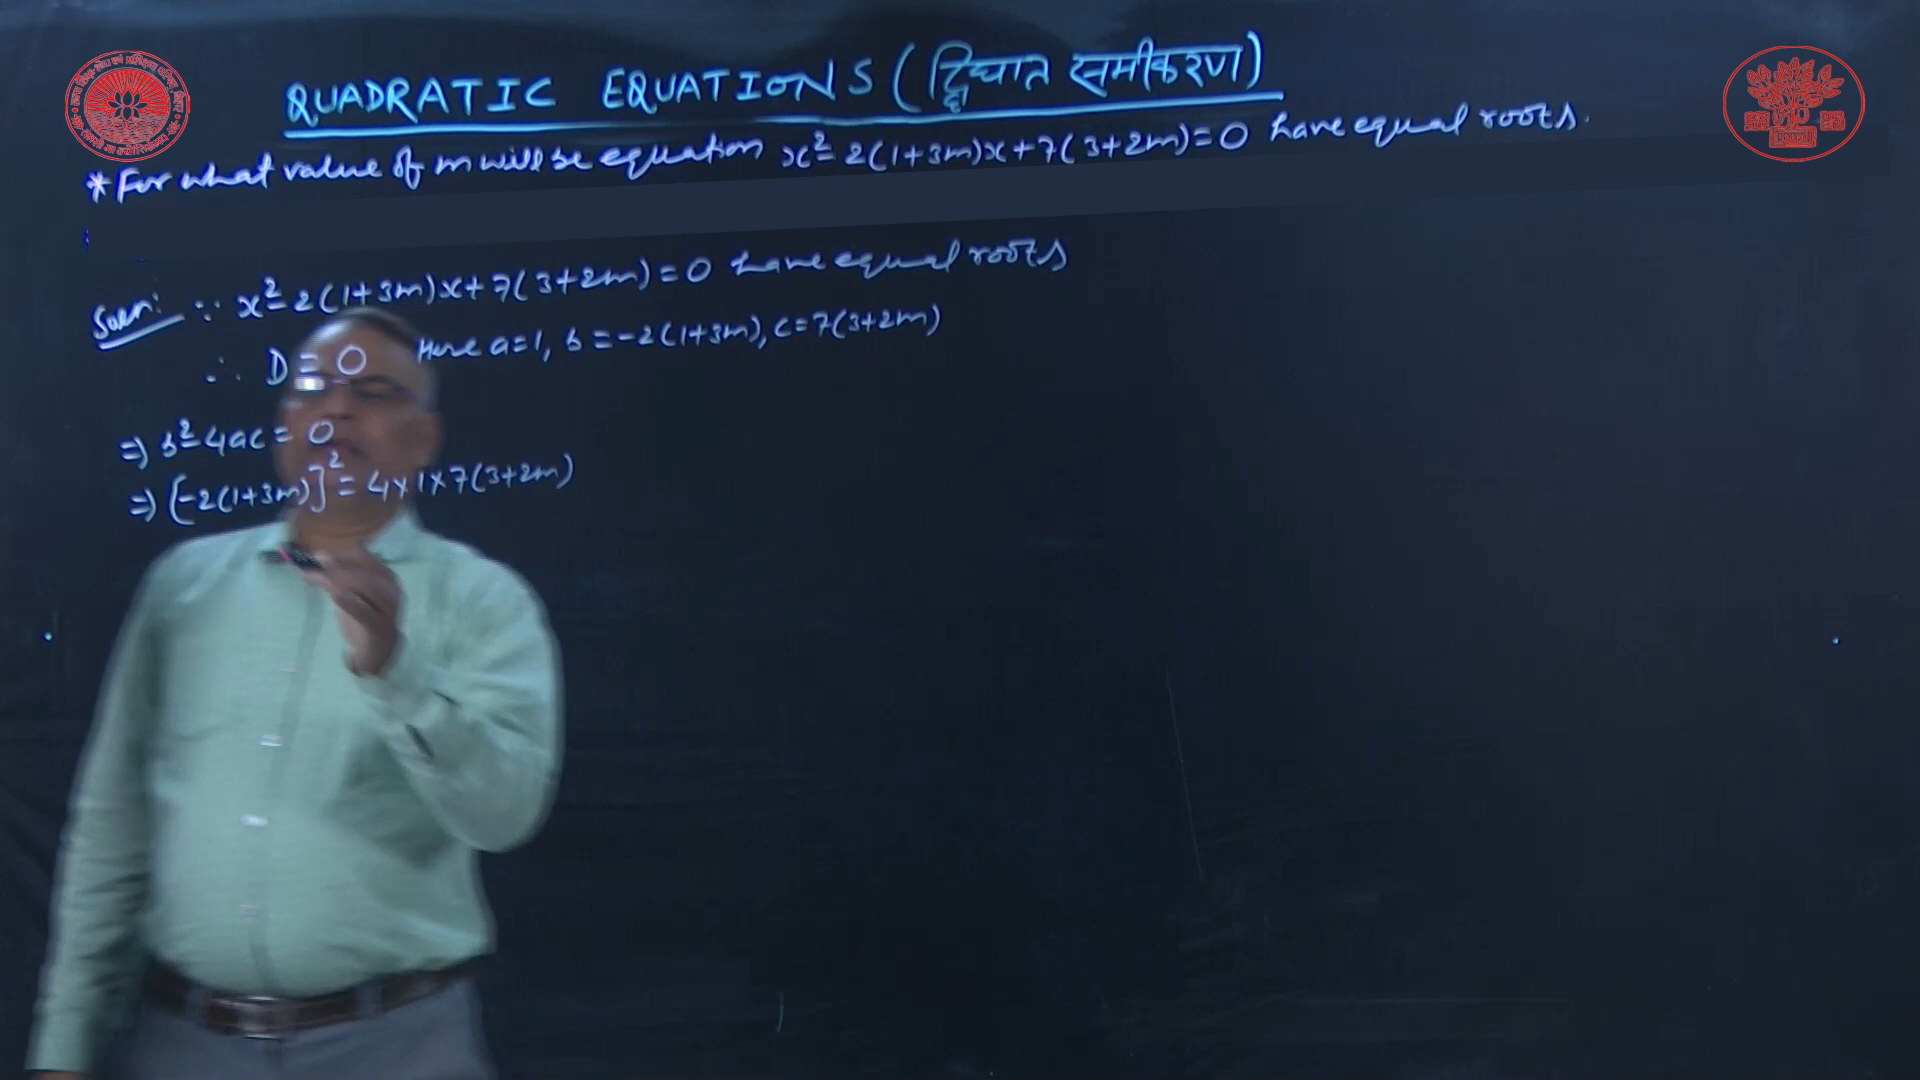 QUADRATIC EQUATIONS (द्विघात समीकरण)
* For what value of m will be equation x²-2(1+3m)x+7(3+2m)=0 have equal roots.
Soln: ∵ x²-2(1+3m)x+7(3+2m)=0 have equal roots
∴ D=0 Here a=1, b=-2(1+3m), c=7(3+2m)
⇒ b²-4ac=0
⇒ [-2(1+3m)]²=4×1×7(3+2m)